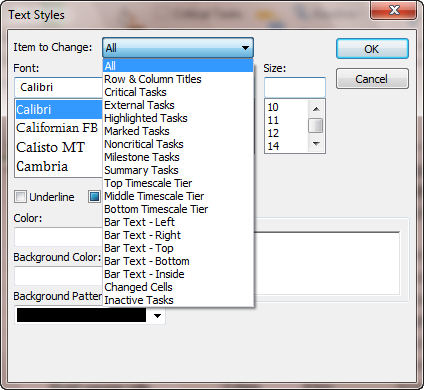 Text Styles
Item to Change: All
OK
Font:
Size:
Cancel
Calibri
Calibri
Californian FB
Calisto MT
Cambria
All
Row & Column Titles
Critical Tasks
External Tasks
Highlighted Tasks
Marked Tasks
Noncritical Tasks
Milestone Tasks
Summary Tasks
Top Timescale Tier
Middle Timescale Tier
Bottom Timescale Tier
Bar Text - Left
Bar Text - Right
Bar Text - Top
Bar Text - Bottom
Bar Text - Inside
Changed Cells
Inactive Tasks
10
11
12
14
Underline
Color:
Background Color:
Background Patter